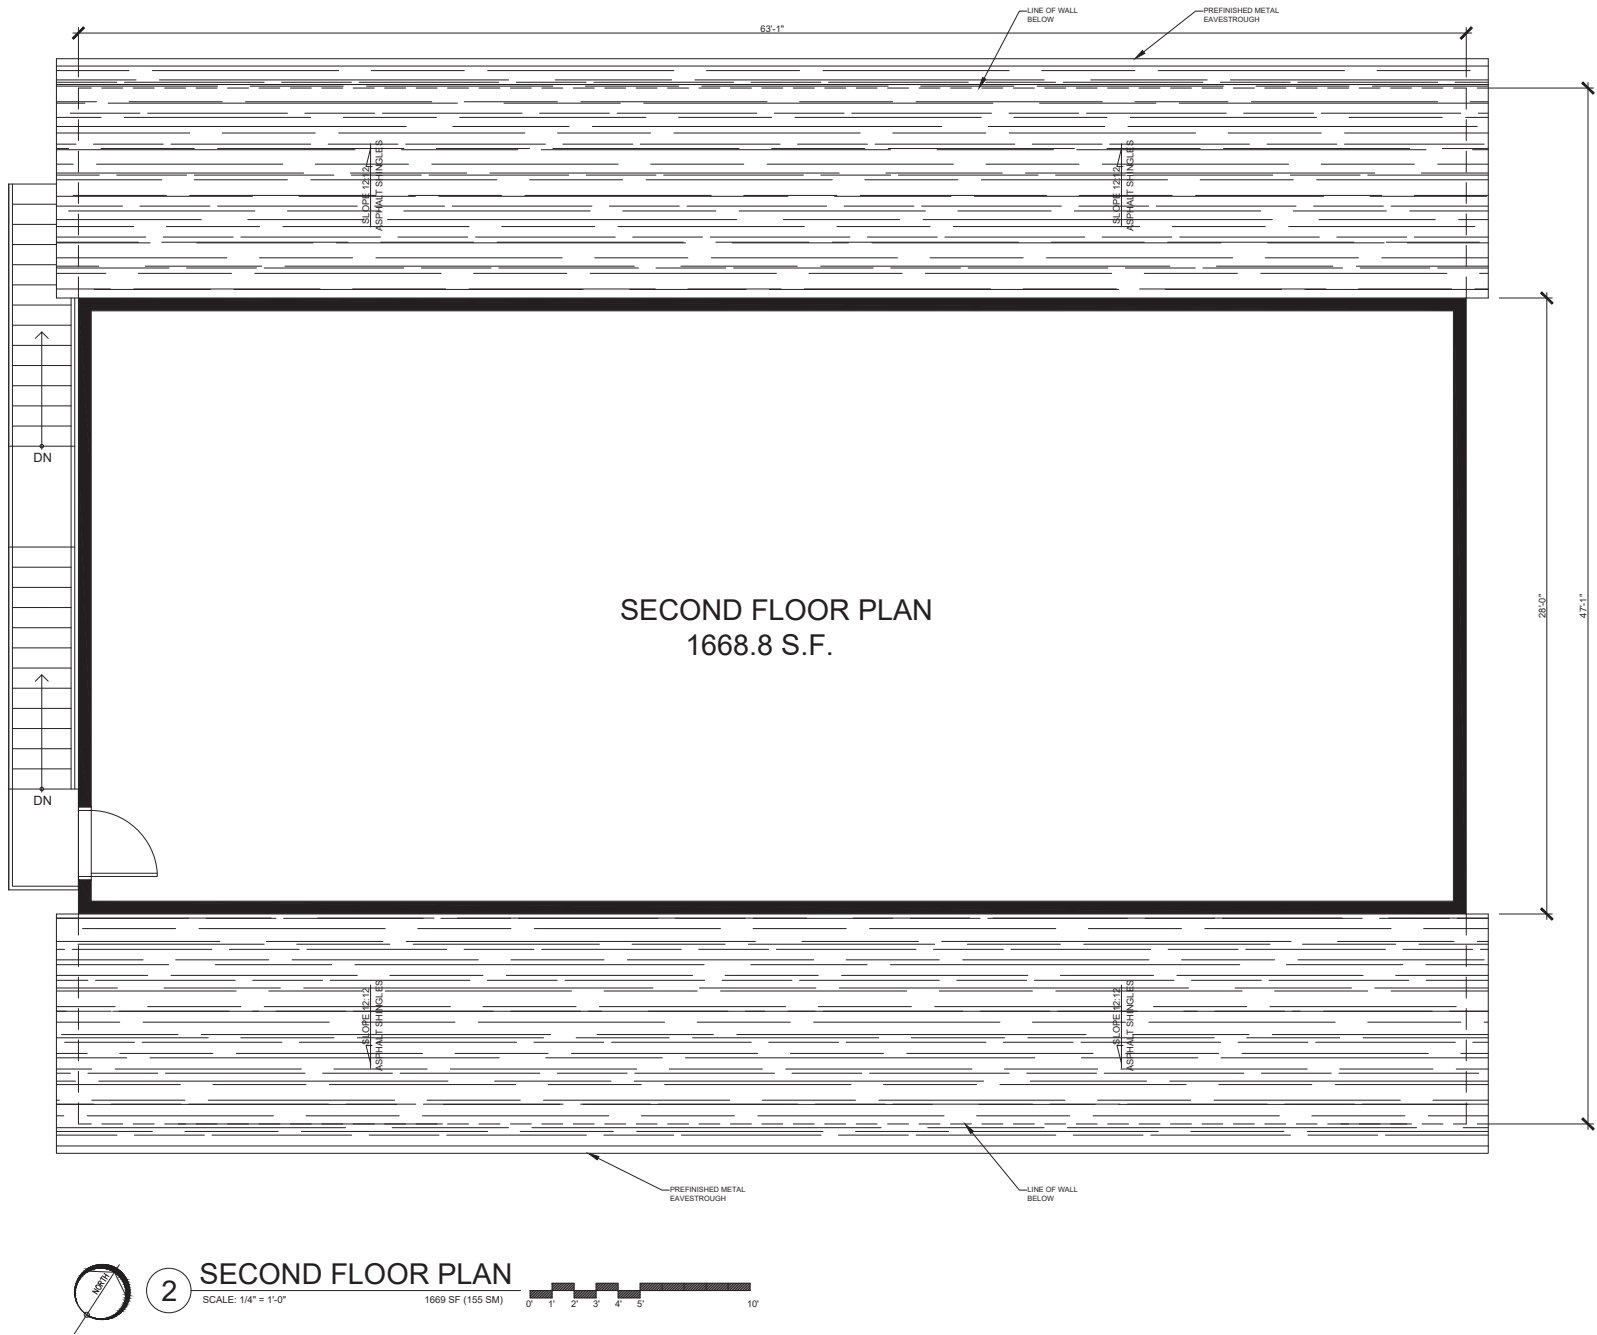 LINE OF WALL
BELOW
PREFINISHED METAL
EAVESTROUGH
63'-1"
SLOPE 12:12
ASPHALT SHINGLES
SLOPE 12:12
ASPHALT SHINGLES
DN
SECOND FLOOR PLAN
1668.8 S.F.
28'-0"
47'-1"
DN
SLOPE 12:12
ASPHALT SHINGLES
SLOPE 12:12
ASPHALT SHINGLES
PREFINISHED METAL
EAVESTROUGH
LINE OF WALL
BELOW
NORTH
2
SECOND FLOOR PLAN
SCALE: 1/4" = 1'-0" 1669 SF (155 SM)
0' 1' 2' 3' 4' 5' 10'